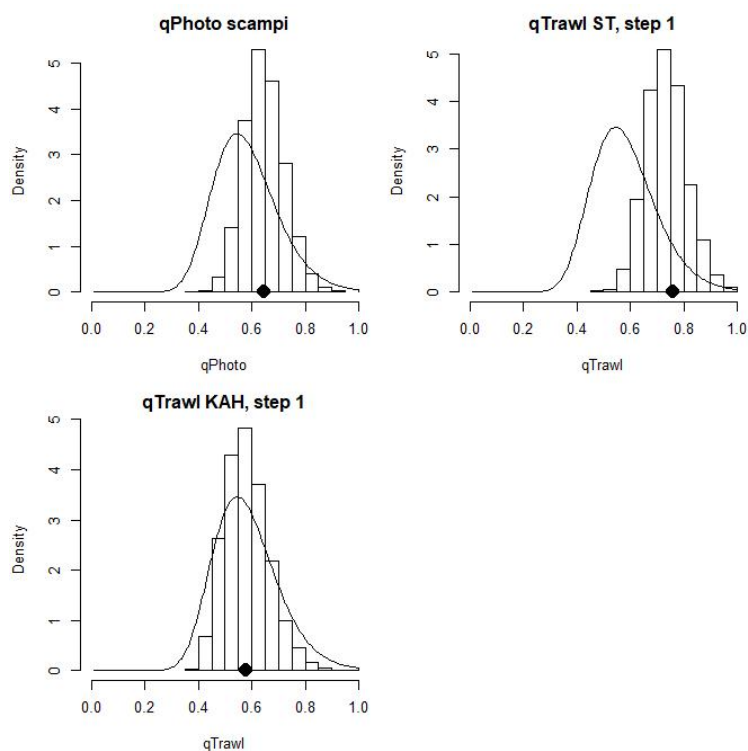 qPhoto scampi
Density
0 1 2 3 4 5
0.0 0.2 0.4 0.6 0.8 1.0
qPhoto
qTrawl ST, step 1
Density
0 1 2 3 4 5
0.0 0.2 0.4 0.6 0.8 1.0
qTrawl
qTrawl KAH, step 1
Density
0 1 2 3 4 5
0.0 0.2 0.4 0.6 0.8 1.0
qTrawl